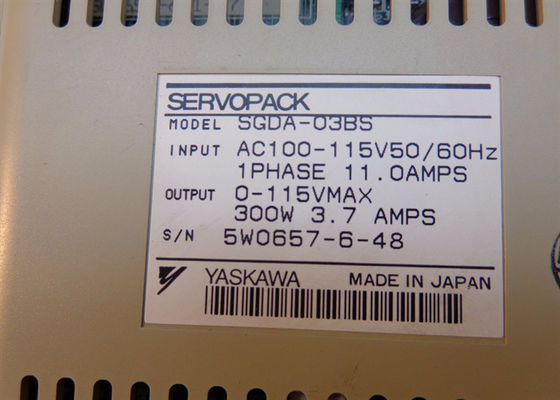 SERVOPACK
MODEL SGDA-03BS
INPUT AC100-115V50/60Hz
1PHASE 11.0AMPS
OUTPUT 0-115VMAX
300W 3.7 AMPS
S/N 5W0657-6-48
YASKAWA MADE IN JAPAN